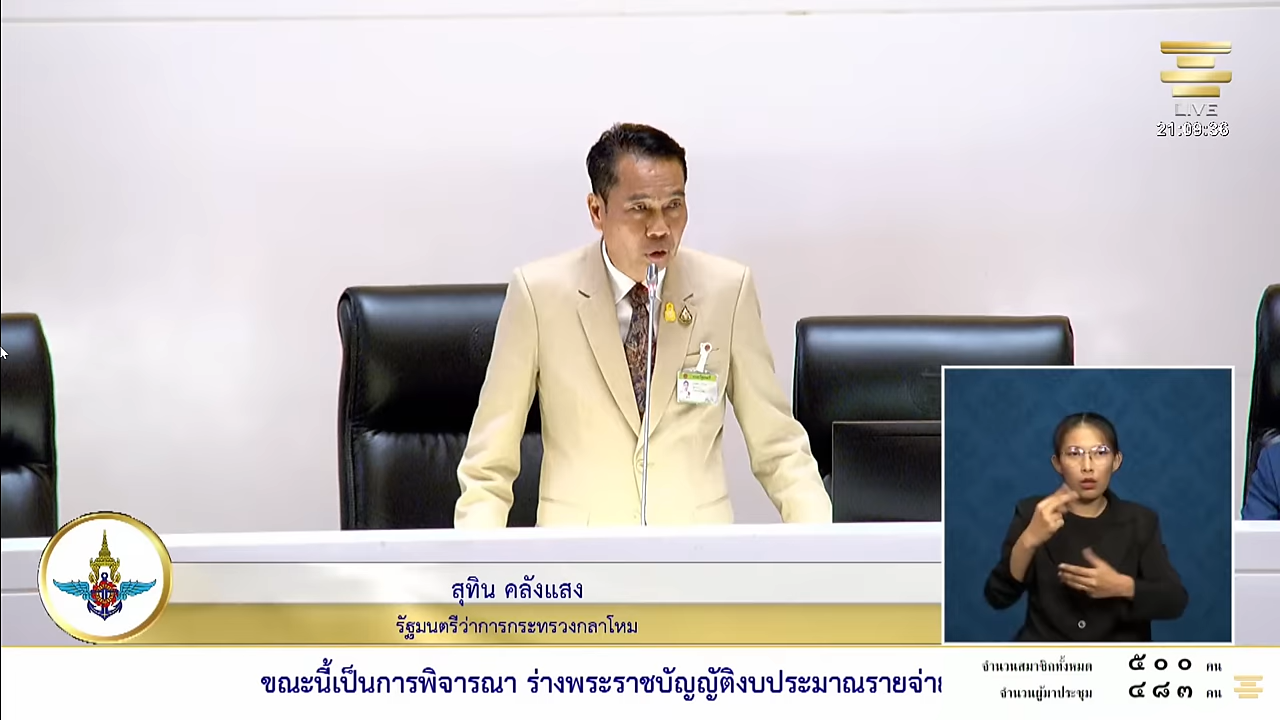 LIVE
21:09:36
สุทิน คลังแสง
รัฐมนตรีว่าการกระทรวงกลาโหม
ขณะนี้เป็นการพิจารณา ร่างพระราชบัญญัติงบประมาณรายจ่าย
จำนวนสมาชิกทั้งหมด ๕๐๐ คน
จำนวนผู้มาประชุม ๔๘๓ คน